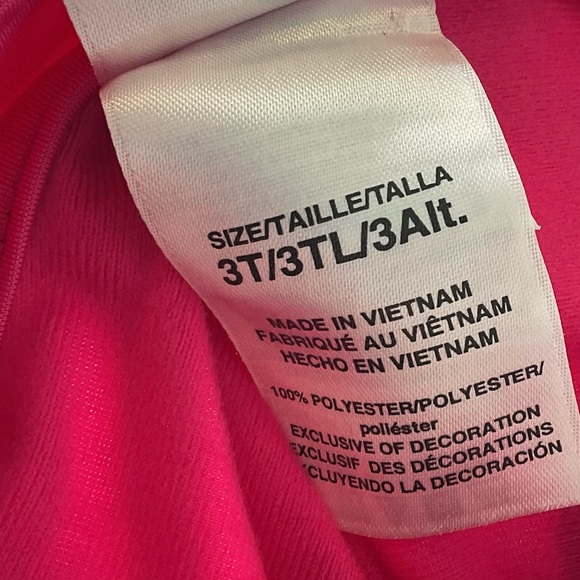 SIZE/TAILLE/TALLA
3T/3TL/3Alt.
MADE IN VIETNAM
FABRIQUÉ AU VIÊTNAM
HECHO EN VIETNAM
100% POLYESTER/POLYESTER/
poliéster
EXCLUSIVE OF DECORATION
EXCLUSIF DES DÉCORATIONS
XCLUYENDO LA DECORACIÓN